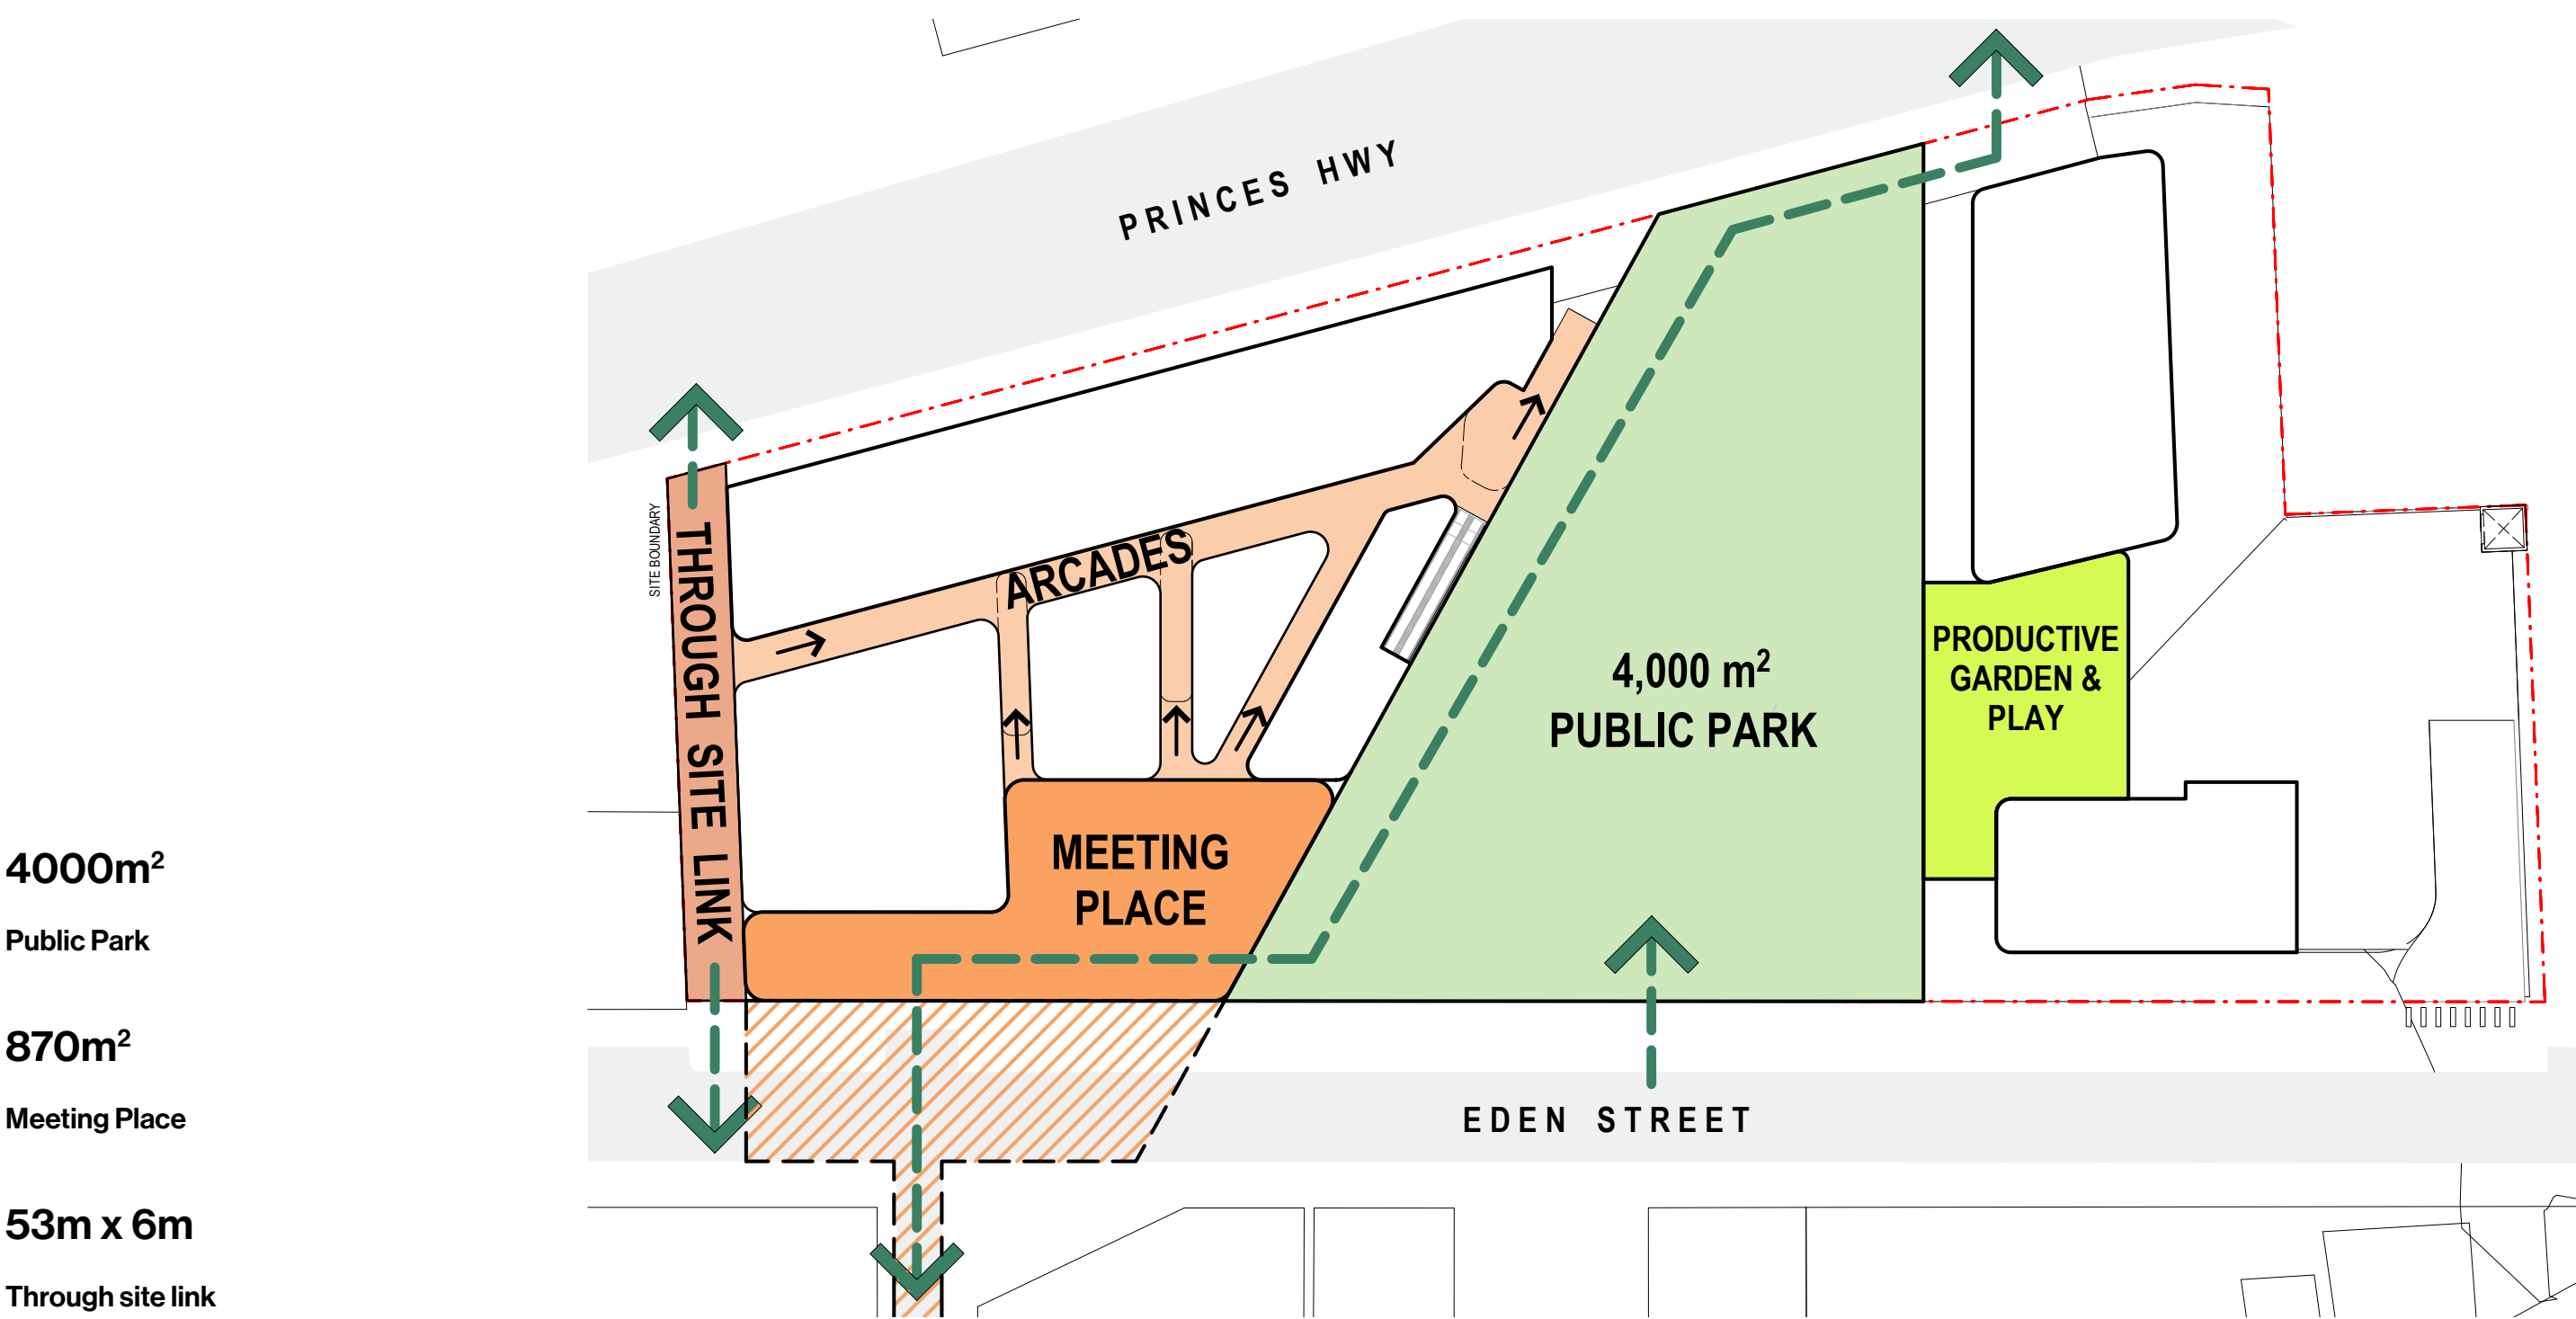 4000m²
Public Park
870m²
Meeting Place
53m x 6m
Through site link
PRINCES HWY
SITE BOUNDARY
THROUGH SITE LINK
ARCADES
MEETING
PLACE
4,000 m²
PUBLIC PARK
PRODUCTIVE
GARDEN &
PLAY
EDEN STREET